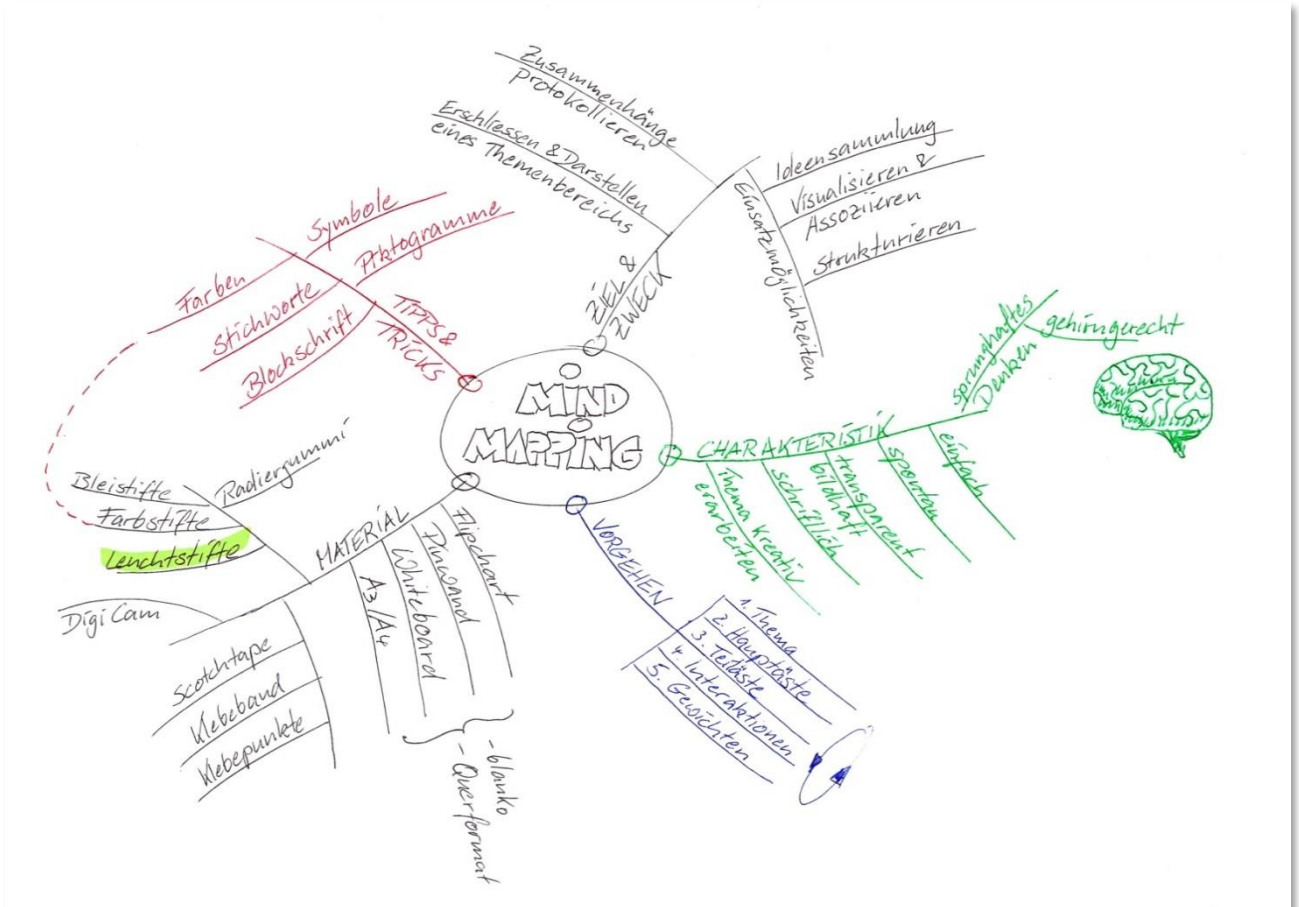 MIND
MAPPING
ZIEL &
ZWECK
Erschliessen & Darstellen
eines Themenbereichs
Zusammenhänge
protokollieren
Einsatzmöglichkeiten
Ideensammlung
Visualisieren &
Assoziieren
Strukturieren
CHARAKTERISTIK
Thema kreativ
erarbeiten
schriftlich
bildhaft
transparent
spontan
einfach
sprunghaftes
Denken
gehirngerecht
VORGEHEN
1. Thema
2. Hauptäste
3. Teiläste
4. Interaktionen
5. Gewichten
MATERIAL
Flipchart
Pinwand
Whiteboard
A3/A4
- blanko
- Querformat
Radiergummi
Bleistifte
Farbstifte
Leuchtstifte
DigiCam
Scotchtape
Klebeband
Klebepunkte
TIPPS &
TRICKS
Symbole
Piktogramme
Farben
Stichworte
Blockschrift